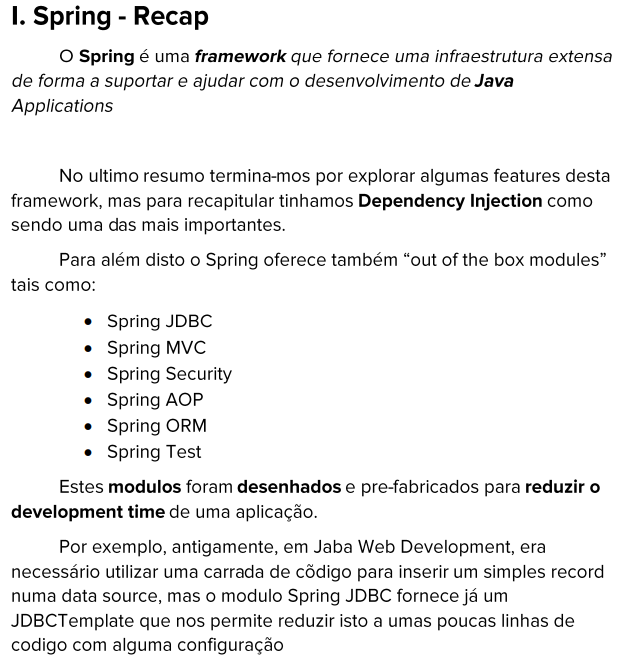 I. Spring - Recap
O Spring é uma framework que fornece uma infraestrutura extensa
de forma a suportar e ajudar com o desenvolvimento de Java
Applications
No ultimo resumo termina-mos por explorar algumas features desta
framework, mas para recapitular tinhamos Dependency Injection como
sendo uma das mais importantes.
Para além disto o Spring oferece também “out of the box modules”
tais como:
• Spring JDBC
• Spring MVC
• Spring Security
• Spring AOP
• Spring ORM
• Spring Test
Estes modulos foram desenhados e pre-fabricados para reduzir o
development time de uma aplicação.
Por exemplo, antigamente, em Jaba Web Development, era
necessário utilizar uma carrada de cõdigo para inserir um simples record
numa data source, mas o modulo Spring JDBC fornece já um
JDBCTemplate que nos permite reduzir isto a umas poucas linhas de
codigo com alguma configuração